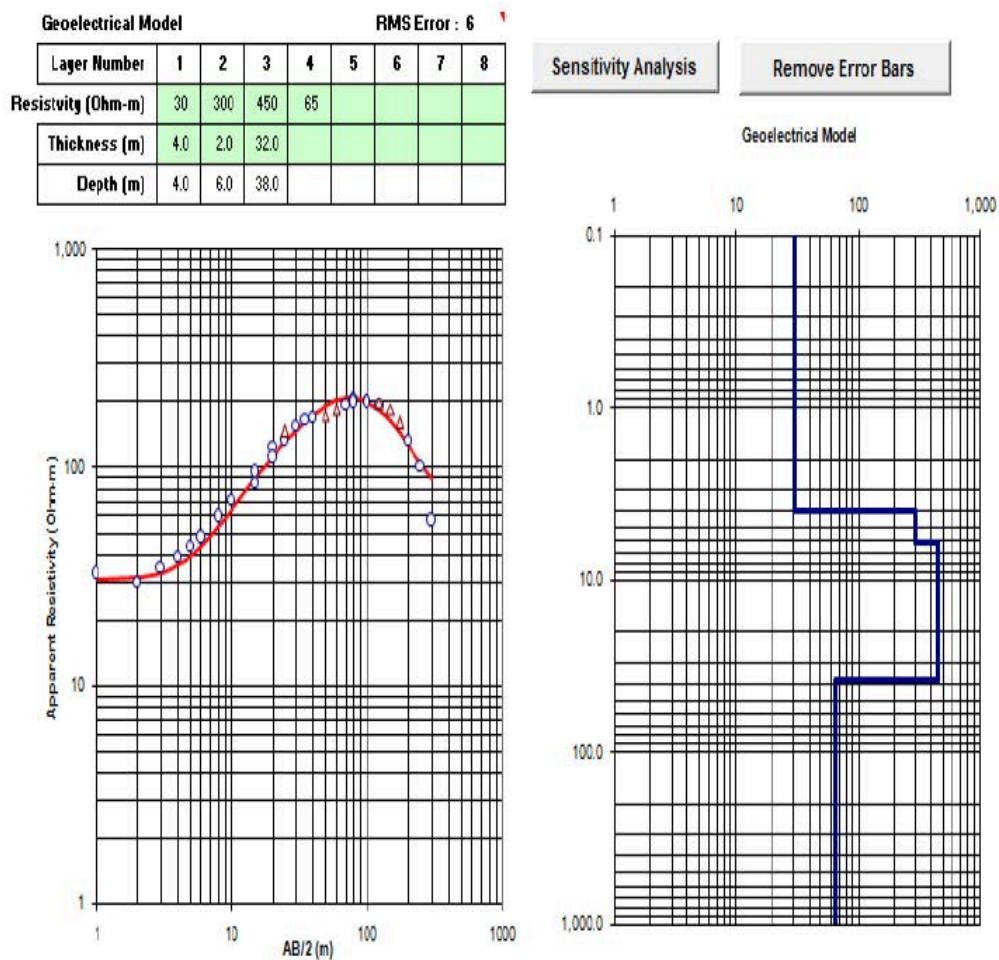 Geoelectrical Model RMS Error : 6
Layer Number 1 2 3 4 5 6 7 8
Resistvity (Ohm-m) 30 300 450 65
Thickness (m) 4.0 2.0 32.0
Depth (m) 4.0 6.0 38.0
Sensitivity Analysis Remove Error Bars
Geoelectrical Model
1,000
100
10
1
Apparent Resistivity (Ohm-m)
1 10 100 1000
AB/2 (m)
1 10 100 1,000
0.1
1.0
10.0
100.0
1,000.0